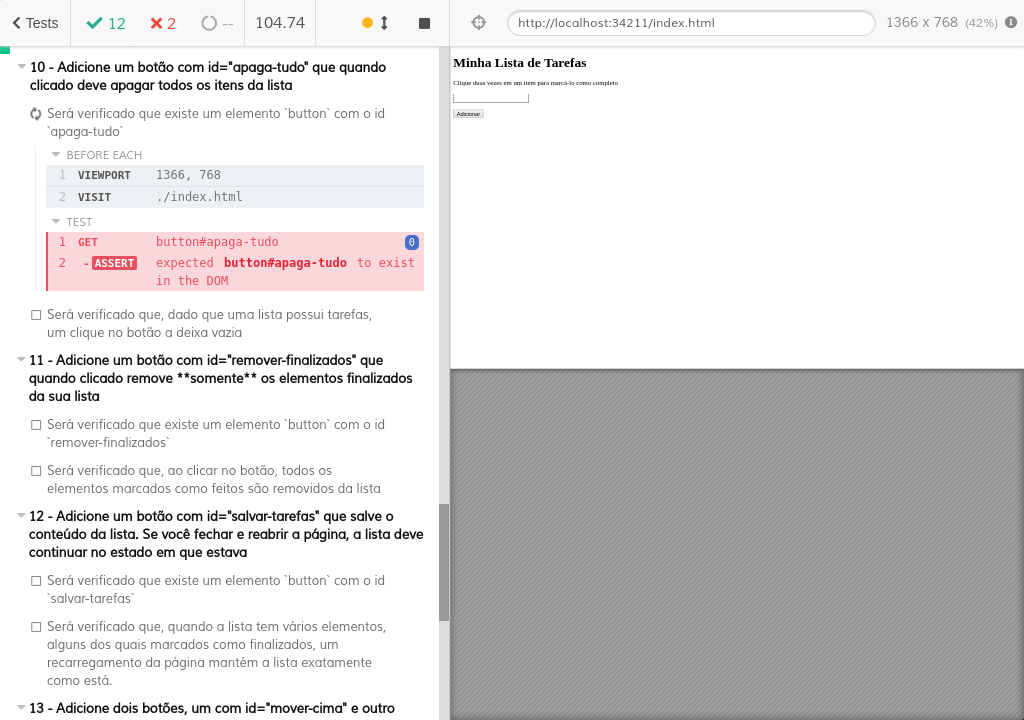 Tests 12 2 -- 104.74
http://localhost:34211/index.html 1366 x 768 (42%)
10 - Adicione um botão com id="apaga-tudo" que quando
clicado deve apagar todos os itens da lista
Será verificado que existe um elemento `button` com o id
`apaga-tudo`
BEFORE EACH
1 VIEWPORT 1366, 768
2 VISIT ./index.html
TEST
1 GET button#apaga-tudo 0
2 -ASSERT expected button#apaga-tudo to exist
in the DOM
Será verificado que, dado que uma lista possui tarefas,
um clique no botão a deixa vazia
11 - Adicione um botão com id="remover-finalizados" que
quando clicado remove **somente** os elementos finalizados
da sua lista
Será verificado que existe um elemento `button` com o id
`remover-finalizados`
Será verificado que, ao clicar no botão, todos os
elementos marcados como feitos são removidos da lista
12 - Adicione um botão com id="salvar-tarefas" que salve o
conteúdo da lista. Se você fechar e reabrir a página, a lista deve
continuar no estado em que estava
Será verificado que existe um elemento `button` com o id
`salvar-tarefas`
Será verificado que, quando a lista tem vários elementos,
alguns dos quais marcados como finalizados, um
recarregamento da página mantém a lista exatamente
como está.
13 - Adicione dois botões, um com id="mover-cima" e outro
Minha Lista de Tarefas
Clique duas vezes em um item para marcá-lo como completo
Adicionar